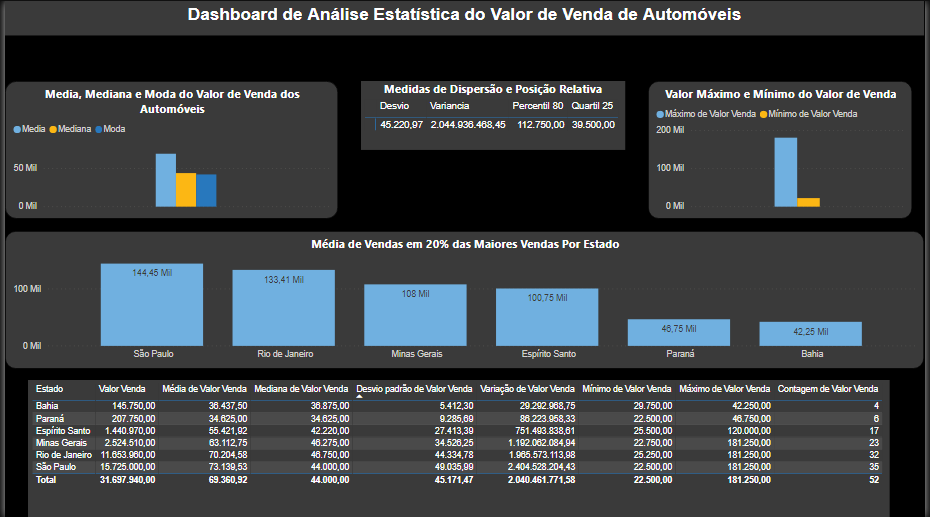 Dashboard de Análise Estatística do Valor de Venda de Automóveis
Media, Mediana e Moda do Valor de Venda dos
Automóveis
Media Mediana Moda
50 Mil
0 Mil
Medidas de Dispersão e Posição Relativa
Desvio Variancia Percentil 80 Quartil 25
45.220,97 2.044.936.468,45 112.750,00 39.500,00
Valor Máximo e Mínimo do Valor de Venda
Máximo de Valor Venda Mínimo de Valor Venda
200 Mil
100 Mil
0 Mil
Média de Vendas em 20% das Maiores Vendas Por Estado
100 Mil
0 Mil
144,45 Mil 133,41 Mil 108 Mil 100,75 Mil 46,75 Mil 42,25 Mil
São Paulo Rio de Janeiro Minas Gerais Espírito Santo Paraná Bahia
Estado Valor Venda Média de Valor Venda Mediana de Valor Venda Desvio padrão de Valor Venda Variação de Valor Venda Mínimo de Valor Venda Máximo de Valor Venda Contagem de Valor Venda
Bahia 145.750,00 36.437,50 36.875,00 5.412,30 29.292.968,75 29.750,00 42.250,00 4
Paraná 207.750,00 34.625,00 34.625,00 9.285,69 86.223.958,33 22.500,00 46.750,00 6
Espírito Santo 1.440.970,00 55.421,92 42.220,00 27.413,39 751.493.838,61 25.500,00 120.000,00 17
Minas Gerais 2.524.510,00 63.112,75 46.275,00 34.526,25 1.192.062.084,94 22.750,00 181.250,00 23
Rio de Janeiro 11.653.960,00 70.204,58 46.750,00 44.334,78 1.965.573.113,98 25.250,00 181.250,00 32
São Paulo 15.725.000,00 73.139,53 44.000,00 49.035,99 2.404.528.204,43 22.500,00 181.250,00 35
Total 31.697.940,00 69.360,92 44.000,00 45.171,47 2.040.461.771,58 22.500,00 181.250,00 52